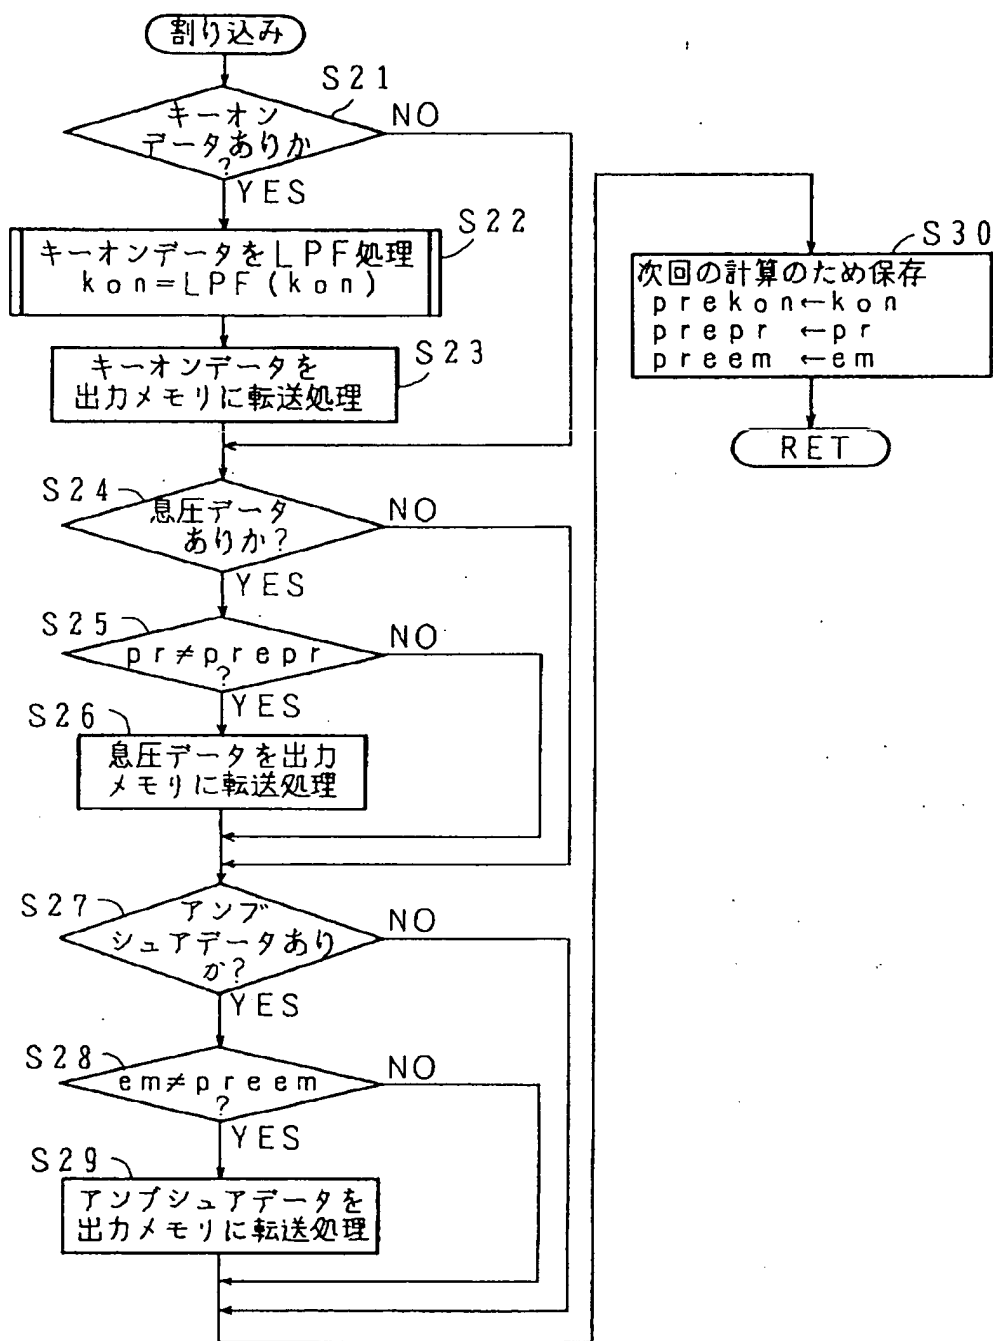 割り込み
S21
キーオン
データありか
?
NO
YES
S22
キーオンデータをLPF処理
kon=LPF(kon)
S23
キーオンデータを
出力メモリに転送処理
S24
息圧データ
ありか?
NO
YES
S25
pr≠prepr
?
NO
YES
S26
息圧データを出力
メモリに転送処理
S27
アンブ
シュアデータあり
か?
NO
YES
S28
em≠preem
?
NO
YES
S29
アンブシュアデータを
出力メモリに転送処理
S30
次回の計算のため保存
prekon←kon
prepr ←pr
preem ←em
RET